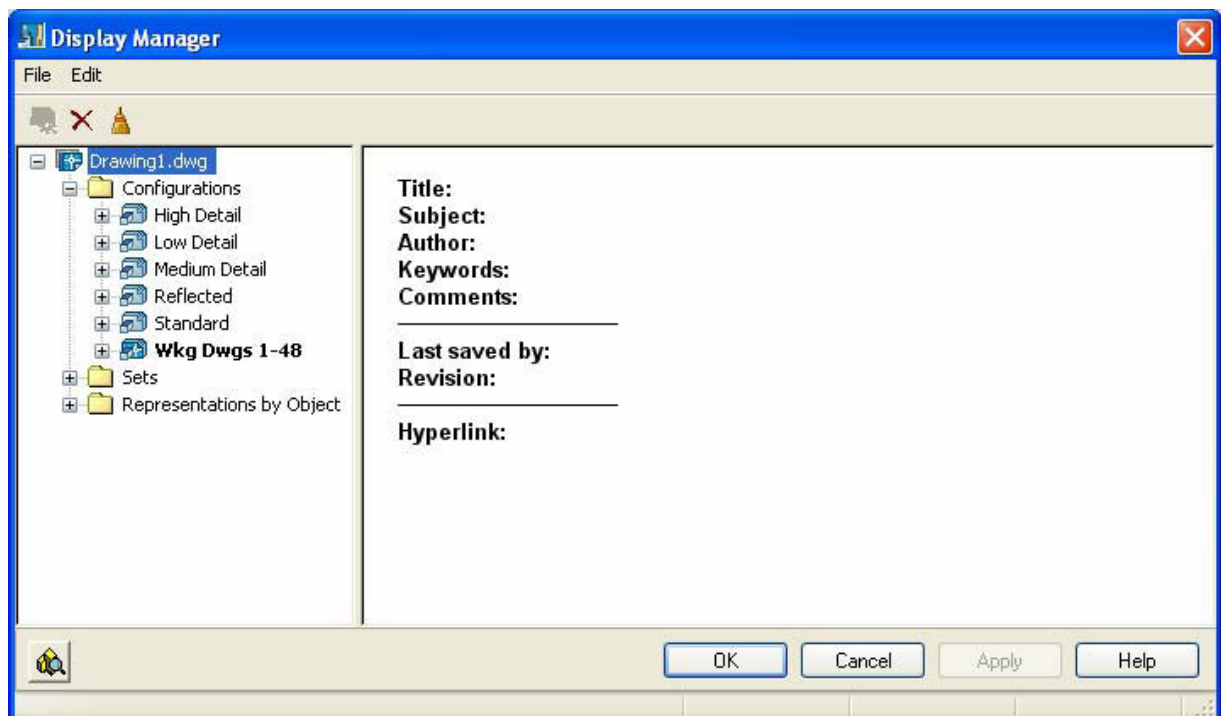 Display Manager
File Edit
Drawing1.dwg
Configurations
High Detail
Low Detail
Medium Detail
Reflected
Standard
Wkg Dwgs 1-48
Sets
Representations by Object
Title:
Subject:
Author:
Keywords:
Comments:
Last saved by:
Revision:
Hyperlink:
OK Cancel Apply Help